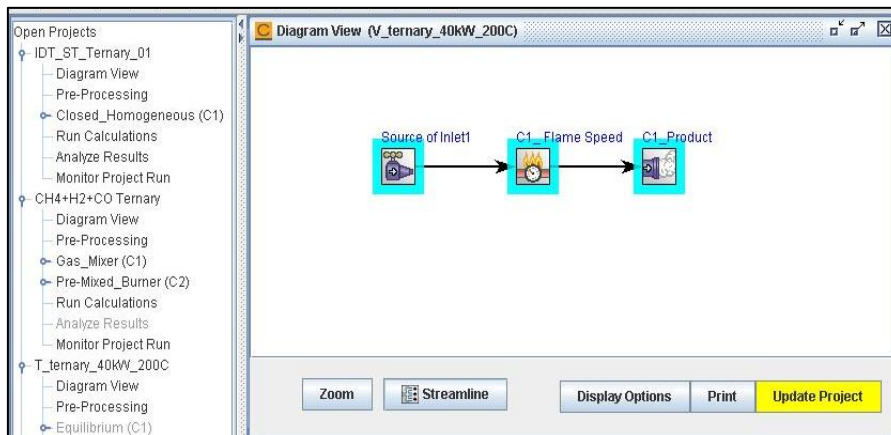 Open Projects
IDT_ST_Ternary_01
Diagram View
Pre-Processing
Closed_Homogeneous (C1)
Run Calculations
Analyze Results
Monitor Project Run
CH4+H2+CO Ternary
Diagram View
Pre-Processing
Gas_Mixer (C1)
Pre-Mixed_Burner (C2)
Run Calculations
Analyze Results
Monitor Project Run
T_ternary_40kW_200C
Diagram View
Pre-Processing
Equilibrium (C1)
C Diagram View (V_ternary_40kW_200C)
Source of Inlet1 C1_ Flame Speed C1_Product
Zoom Streamline Display Options Print Update Project